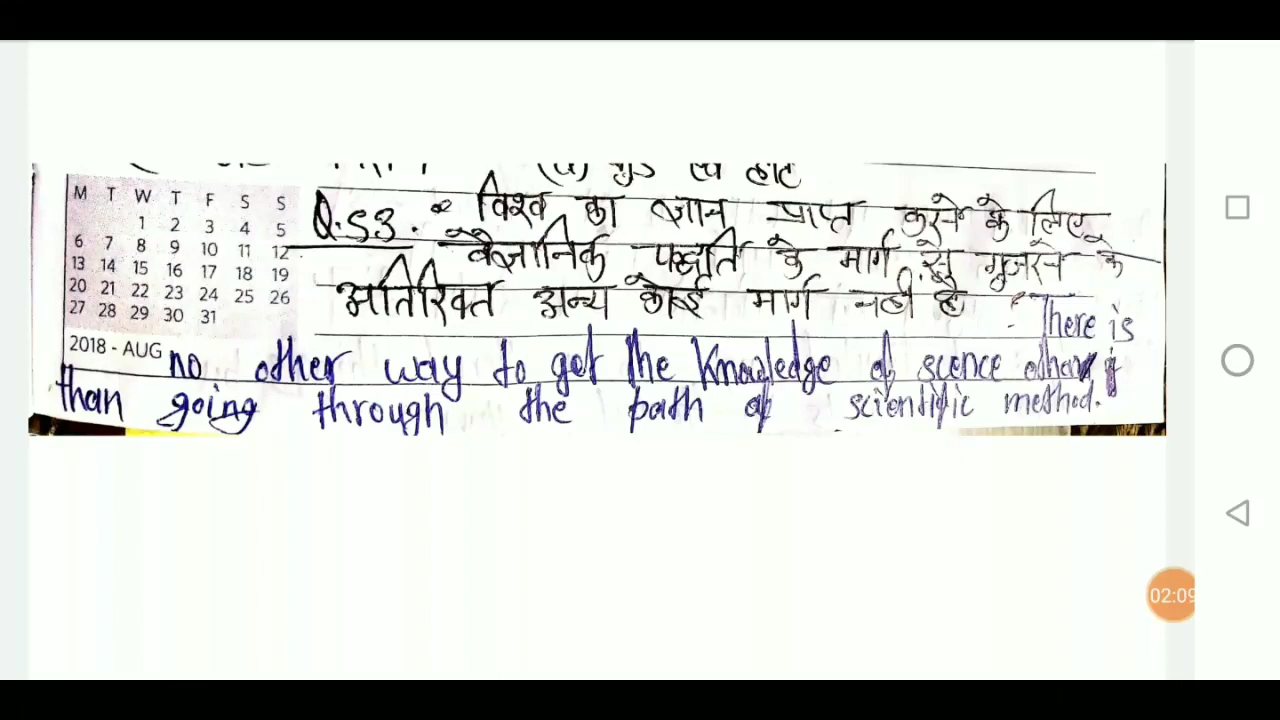 (द) गुड एवं हाट
M T W T F S S
1 2 3 4 5
6 7 8 9 10 11 12
13 14 15 16 17 18 19
20 21 22 23 24 25 26
27 28 29 30 31
2018 - AUG
Q.53. विश्व का ज्ञान प्राप्त करने के लिए
वैज्ञानिक पद्धति के मार्ग से गुजरने के
अतिरिक्त अन्य कोई मार्ग नही है
There is
no other way to get the Knowledge of scence other
than going through the path of scientific method.
02:09